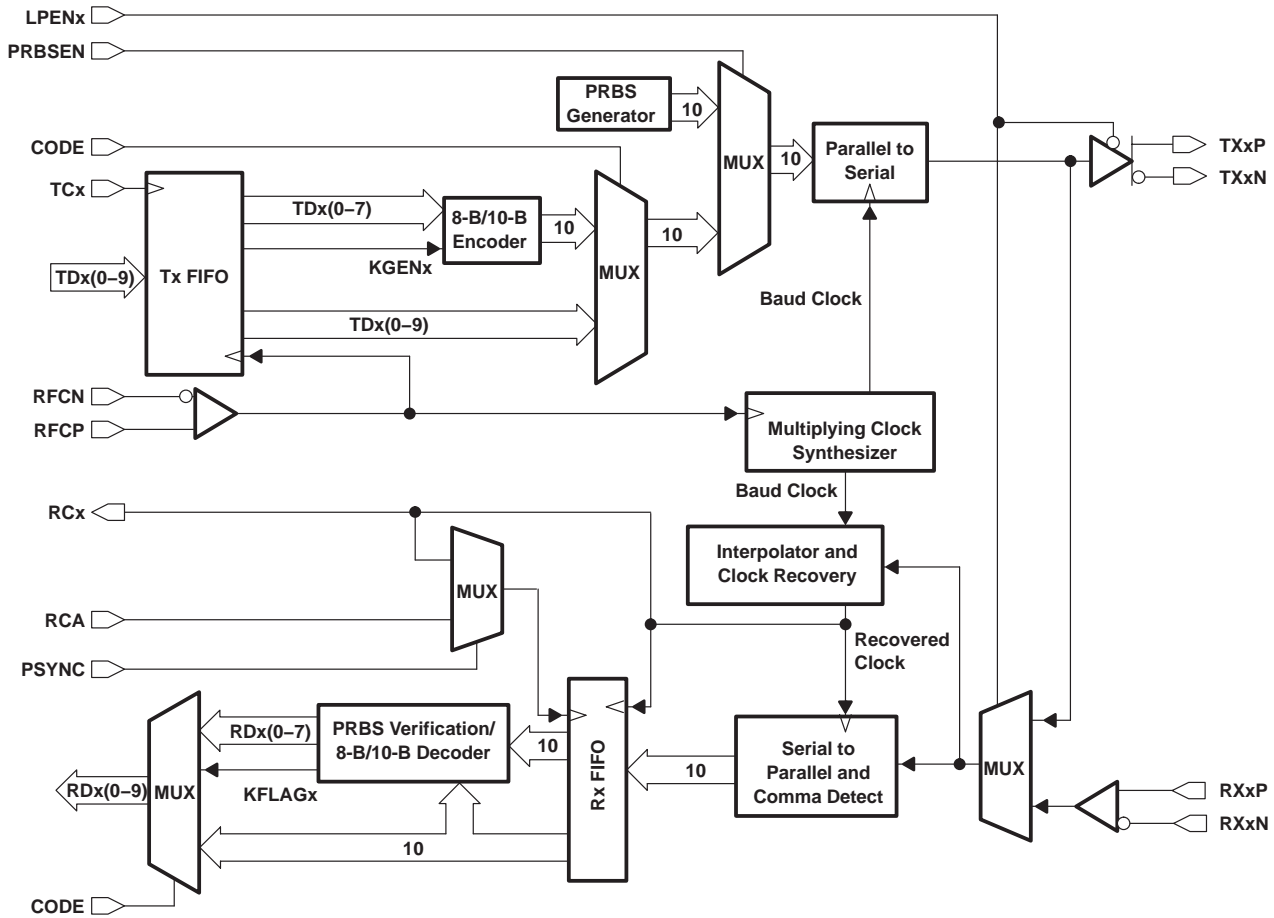 LPENx
PRBSEN
PRBS
Generator
10
MUX
CODE
TCx
TDx(0–9)
Tx FIFO
TDx(0–7)
KGENx
8-B/10-B
Encoder
10
MUX
10
TDx(0–9)
10
Parallel to
Serial
TXxP
TXxN
Baud Clock
RFCN
RFCP
Multiplying Clock
Synthesizer
Baud Clock
RCx
Interpolator and
Clock Recovery
MUX
RCA
Recovered
Clock
PSYNC
RDx(0–7)
PRBS Verification/
8-B/10-B Decoder
10
Rx FIFO
10
Serial to
Parallel and
Comma Detect
MUX
RXxP
RXxN
RDx(0–9)
MUX
KFLAGx
10
CODE